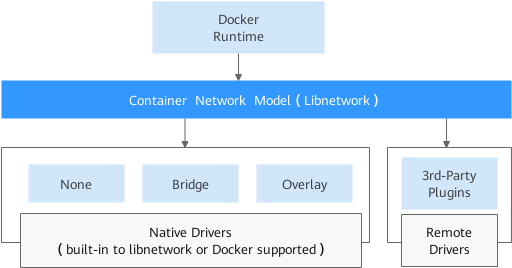 Docker
Runtime
Container Network Model ( Libnetwork )
None
Bridge
Overlay
3rd-Party
Plugins
Native Drivers
( built-in to libnetwork or Docker supported )
Remote
Drivers